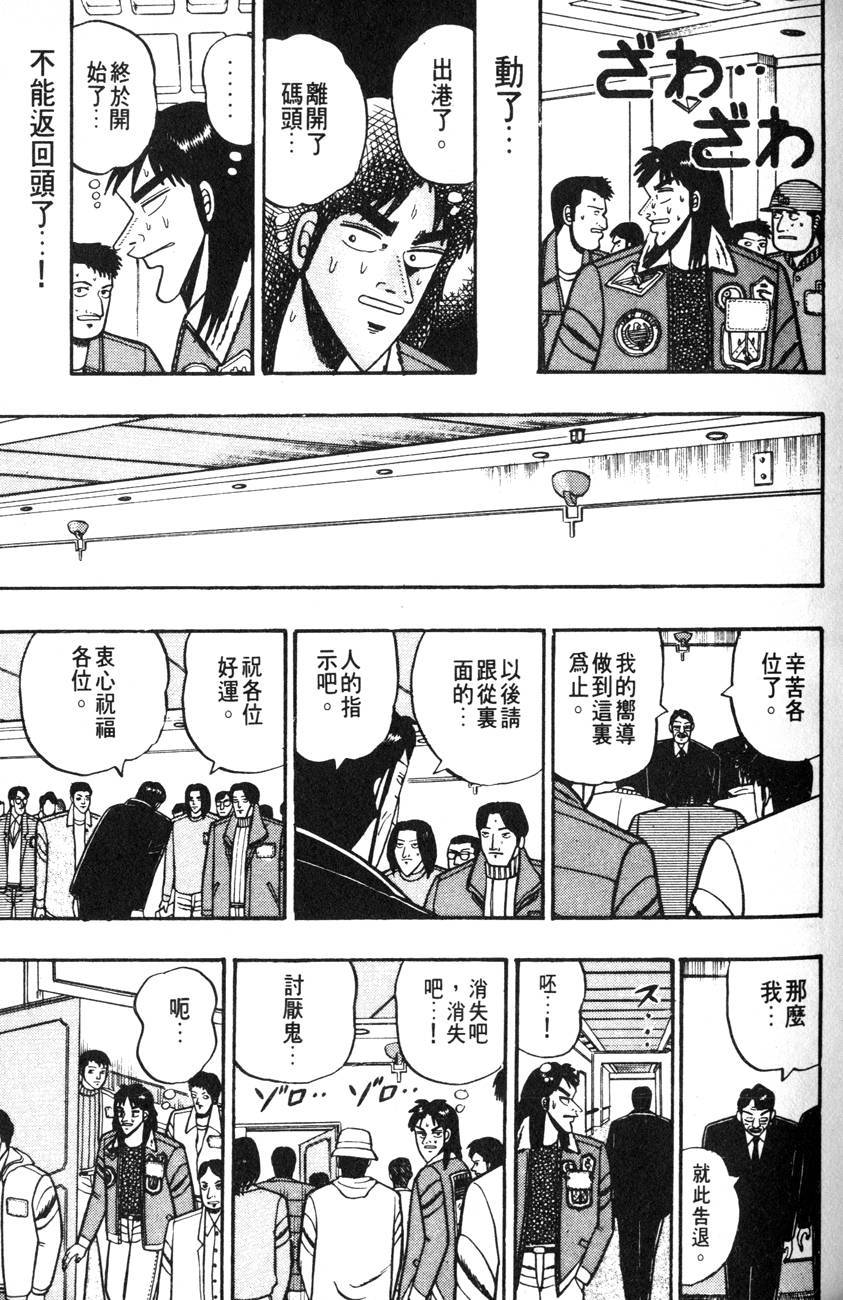 ざわ‥
ざわ
動了…
出港了。
離開了
碼頭…
……
終於開
始了…
不能返回頭了…！
辛苦各
位了。
我的嚮導
做到這裏
爲止。
以後請
跟從裏
面的…
人的指
示吧。
祝各位
好運。
衷心祝福
各位。
那麼
我…
就此告退。
ス…
呸…！
消失吧
，消失
吧…！
討厭鬼…
ゾロ‥
ゾロ‥
呃…